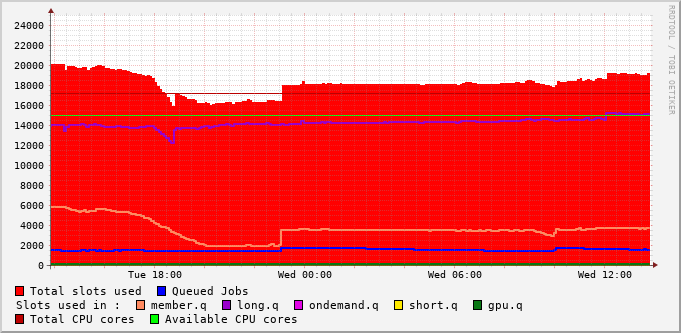 RRDTOOL / TOBI OETIKER
24000
22000
20000
18000
16000
14000
12000
10000
8000
6000
4000
2000
0
Tue 18:00 Wed 00:00 Wed 06:00 Wed 12:00
Total slots used Queued Jobs
Slots used in : member.q long.q ondemand.q short.q gpu.q
Total CPU cores Available CPU cores